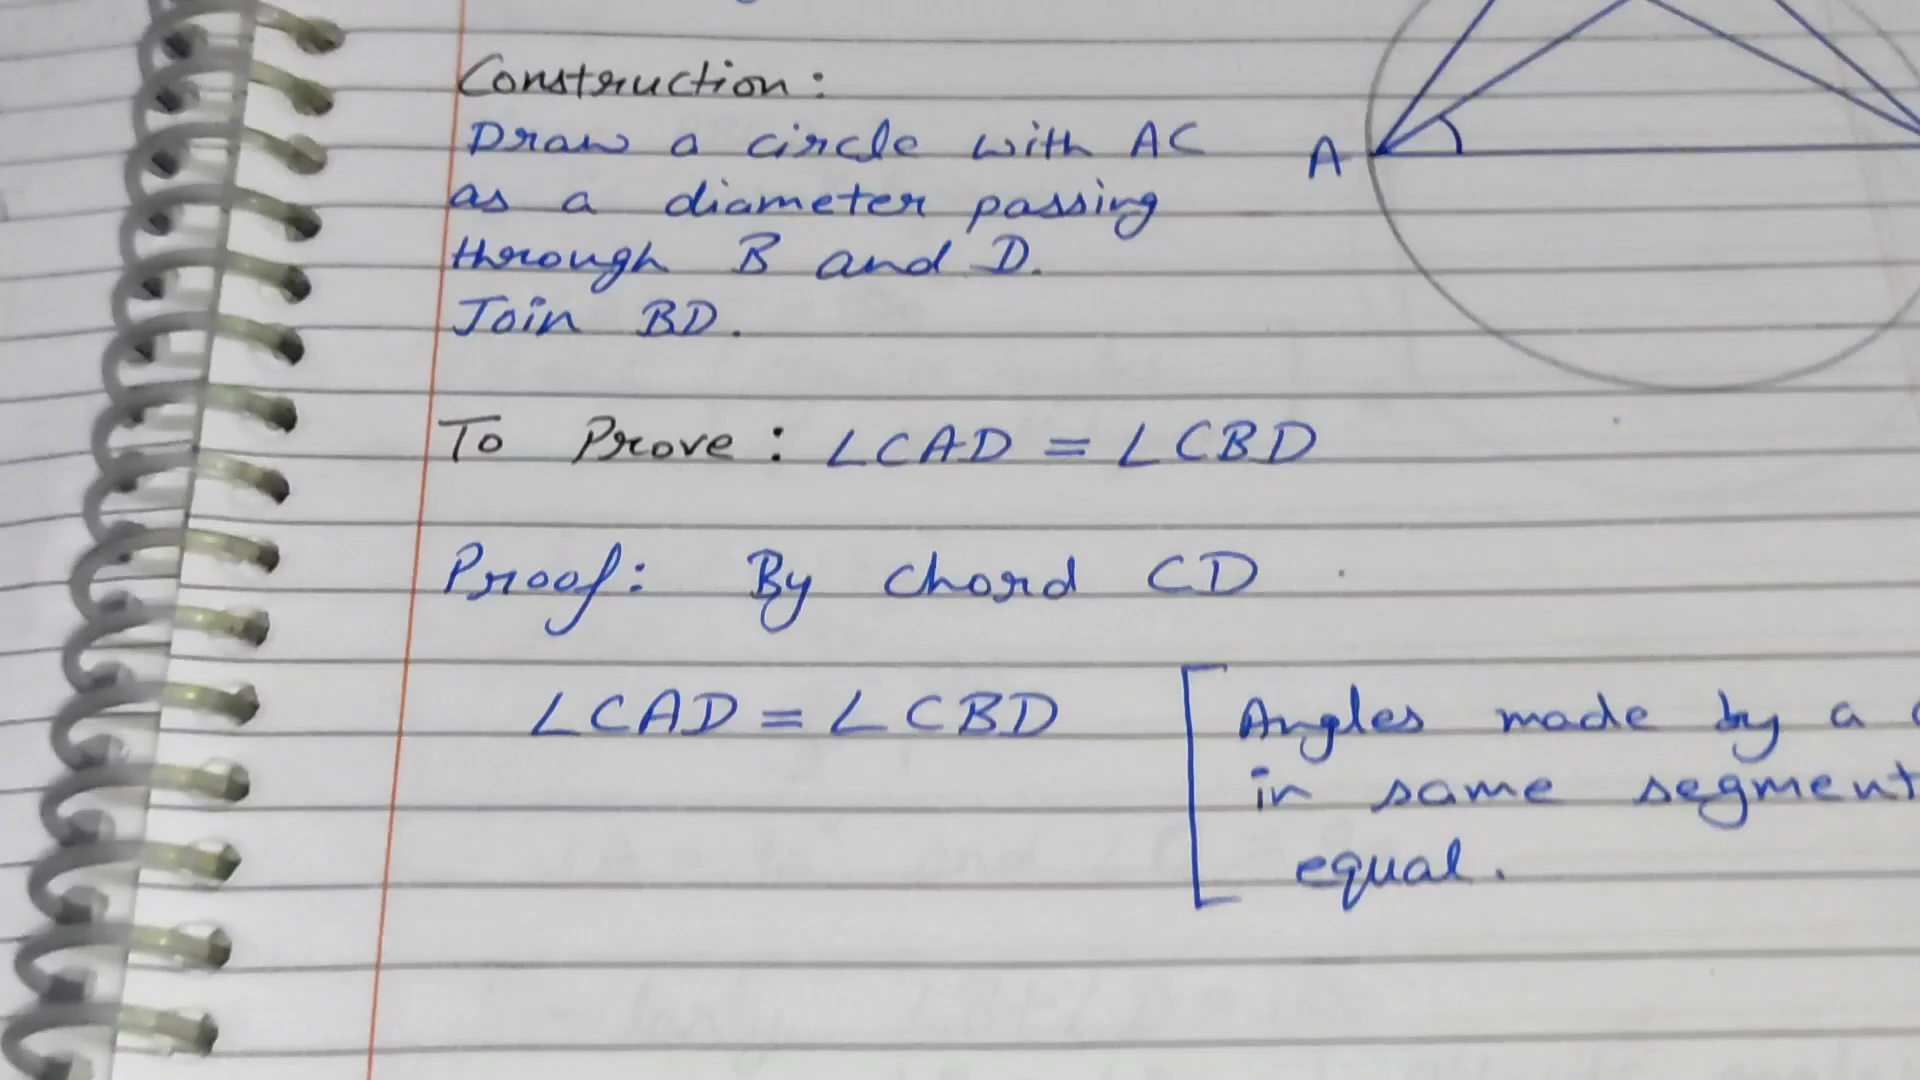 Construction:
Draw a circle with AC
as a diameter passing
through B and D.
Join BD.
A
To Prove: ∠CAD = ∠CBD
Proof: By chord CD
∠CAD = ∠CBD [Angles made by a
in same segment
equal.